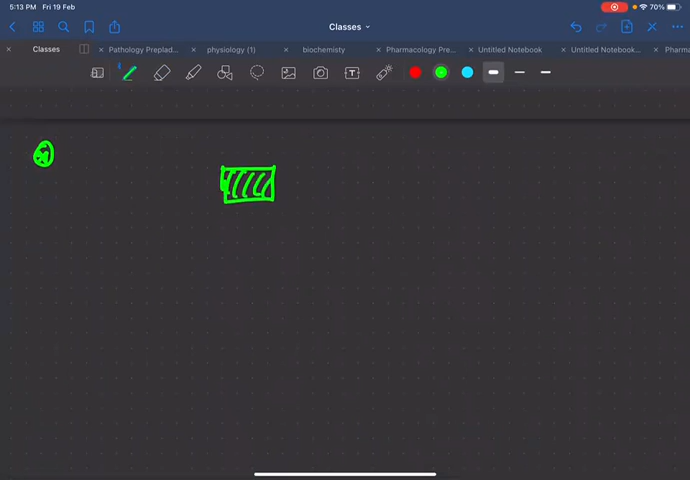 5:13 PM Fri 19 Feb 70%
Classes
Classes Pathology Preplad... physiology (1) biochemisty Pharmacology Pre... Untitled Notebook Untitled Notebook... Pharma
T